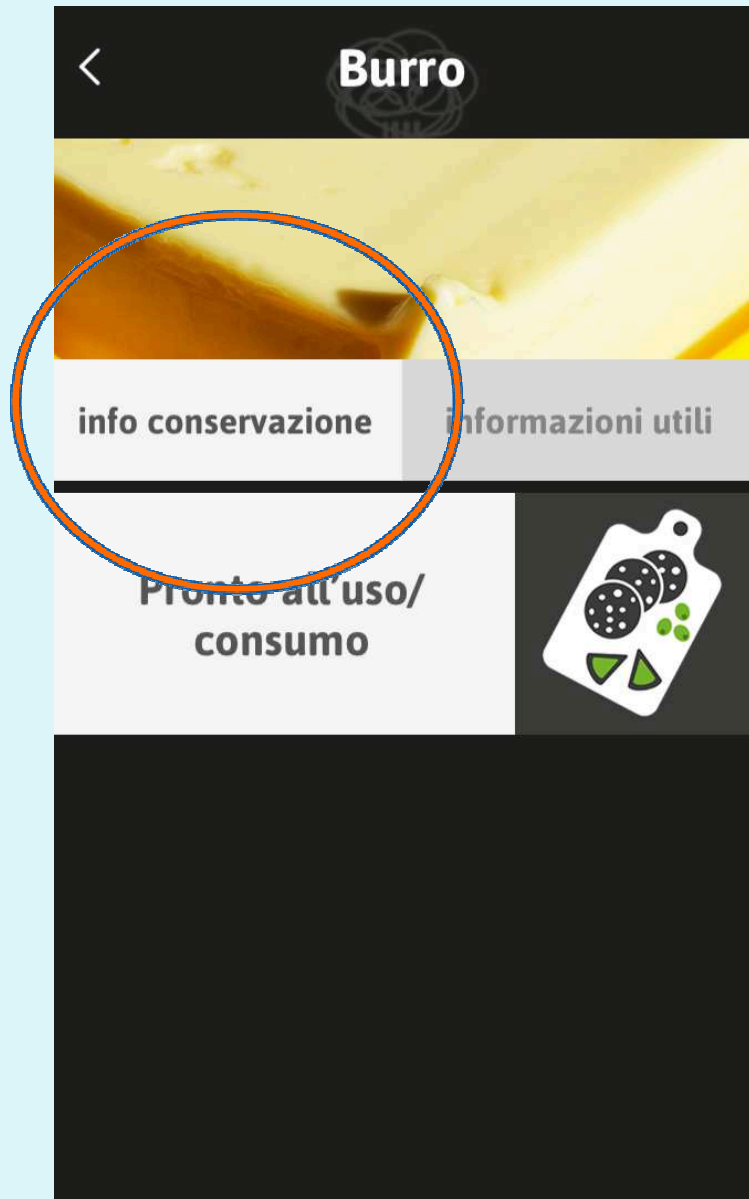 Burro
info conservazione
informazioni utili
Pronto all'uso/
consumo